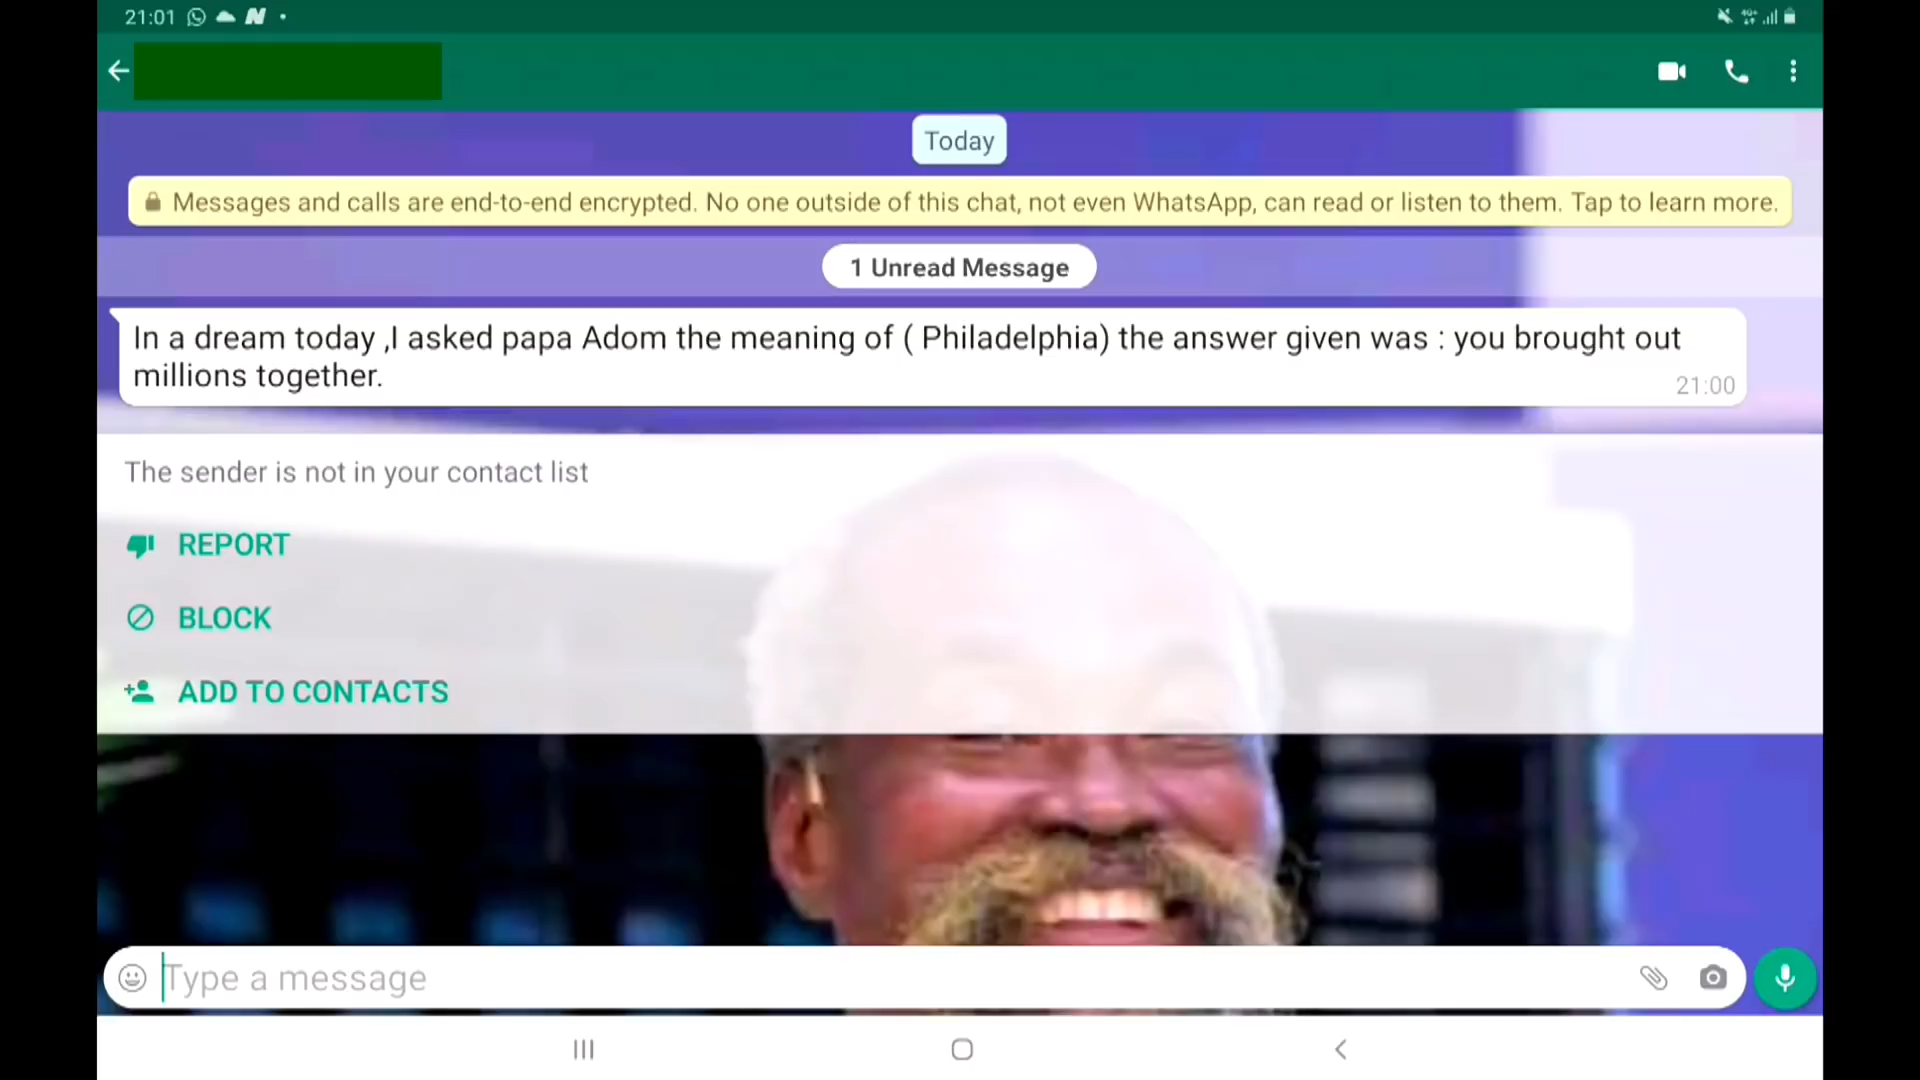 21:01
4G+
Today
Messages and calls are end-to-end encrypted. No one outside of this chat, not even WhatsApp, can read or listen to them. Tap to learn more.
1 Unread Message
In a dream today ,I asked papa Adom the meaning of ( Philadelphia) the answer given was : you brought out
millions together.
21:00
The sender is not in your contact list
REPORT
BLOCK
ADD TO CONTACTS
Type a message